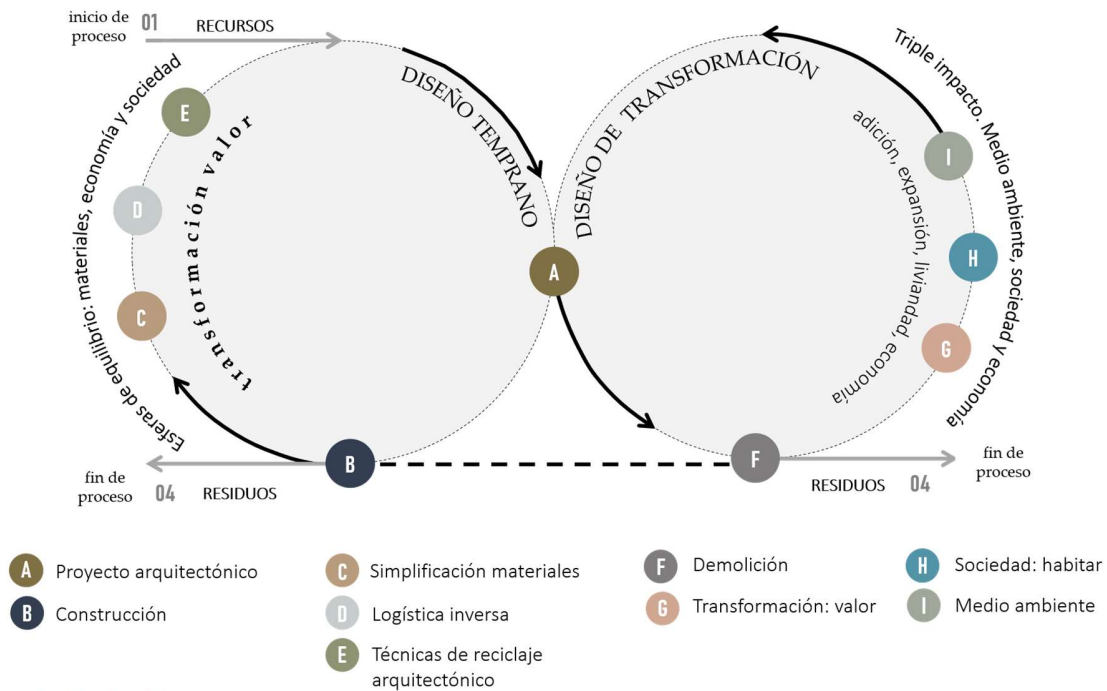 inicio de
proceso
01
RECURSOS
DISEÑO TEMPRANO
DISEÑO DE TRANSFORMACIÓN
Triple impacto. Medio ambiente, sociedad y economía
adición, expansión, liviandad, economía
Esferas de equilibrio: materiales, economía y sociedad
transformación valor
E
D
C
A
I
H
G
B
F
fin de
proceso
04
RESIDUOS
RESIDUOS
04
fin de
proceso
A Proyecto arquitectónico
B Construcción
C Simplificación materiales
D Logística inversa
E Técnicas de reciclaje
arquitectónico
F Demolición
G Transformación: valor
H Sociedad: habitar
I Medio ambiente